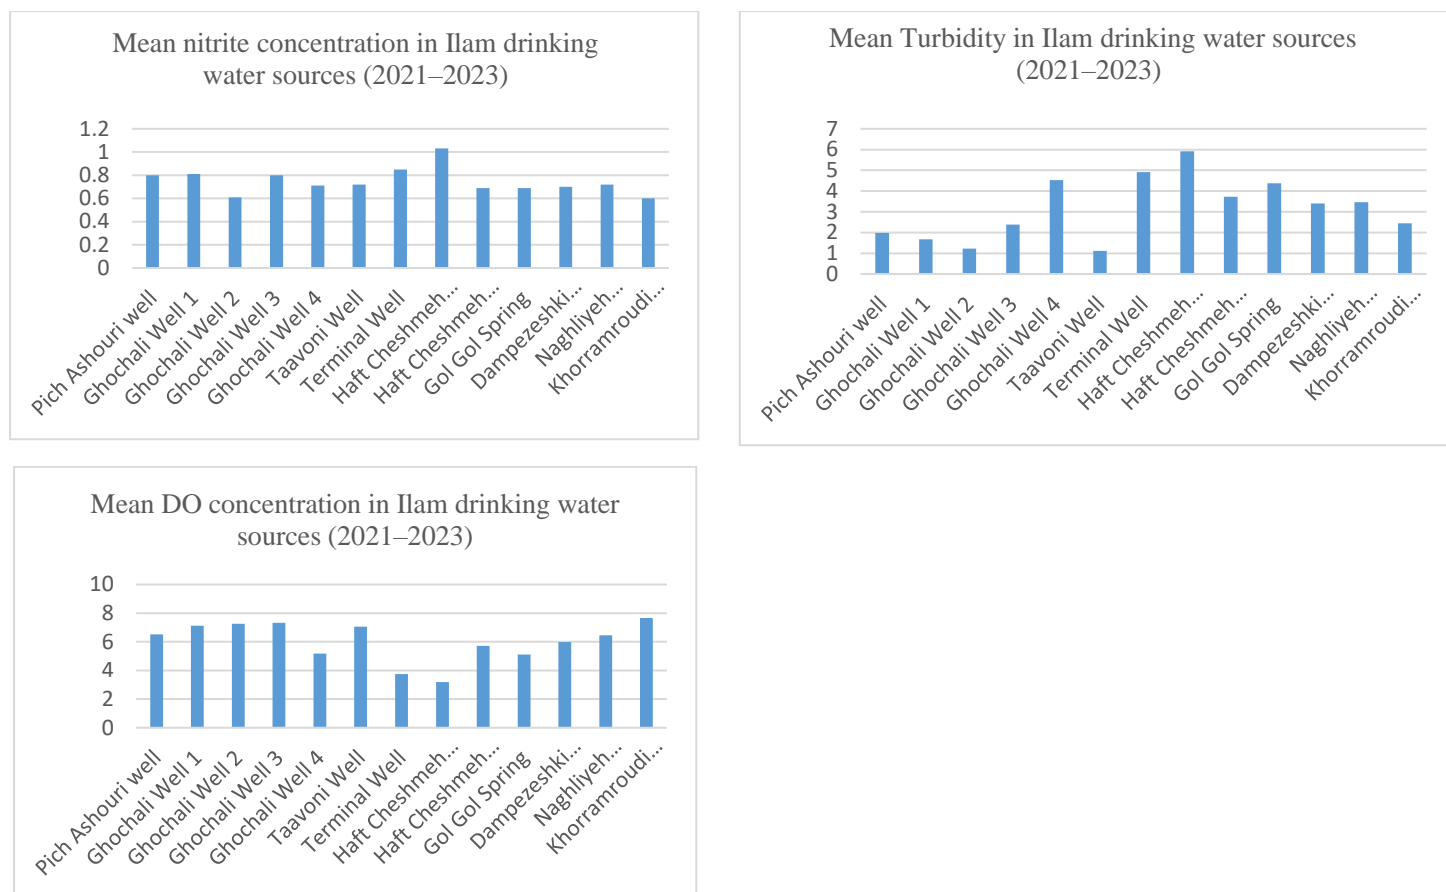 Mean nitrite concentration in Ilam drinking
water sources (2021–2023)
1.2
1
0.8
0.6
0.4
0.2
0
Pich Ashouri well
Ghochali Well 1
Ghochali Well 2
Ghochali Well 3
Ghochali Well 4
Taavoni Well
Terminal Well
Haft Cheshmeh…
Haft Cheshmeh…
Gol Gol Spring
Dampezeshki…
Naghliyeh…
Khorramroudi…
Mean Turbidity in Ilam drinking water sources
(2021–2023)
7
6
5
4
3
2
1
0
Pich Ashouri well
Ghochali Well 1
Ghochali Well 2
Ghochali Well 3
Ghochali Well 4
Taavoni Well
Terminal Well
Haft Cheshmeh…
Haft Cheshmeh…
Gol Gol Spring
Dampezeshki…
Naghliyeh…
Khorramroudi…
Mean DO concentration in Ilam drinking water
sources (2021–2023)
10
8
6
4
2
0
Pich Ashouri well
Ghochali Well 1
Ghochali Well 2
Ghochali Well 3
Ghochali Well 4
Taavoni Well
Terminal Well
Haft Cheshmeh…
Haft Cheshmeh…
Gol Gol Spring
Dampezeshki…
Naghliyeh…
Khorramroudi…